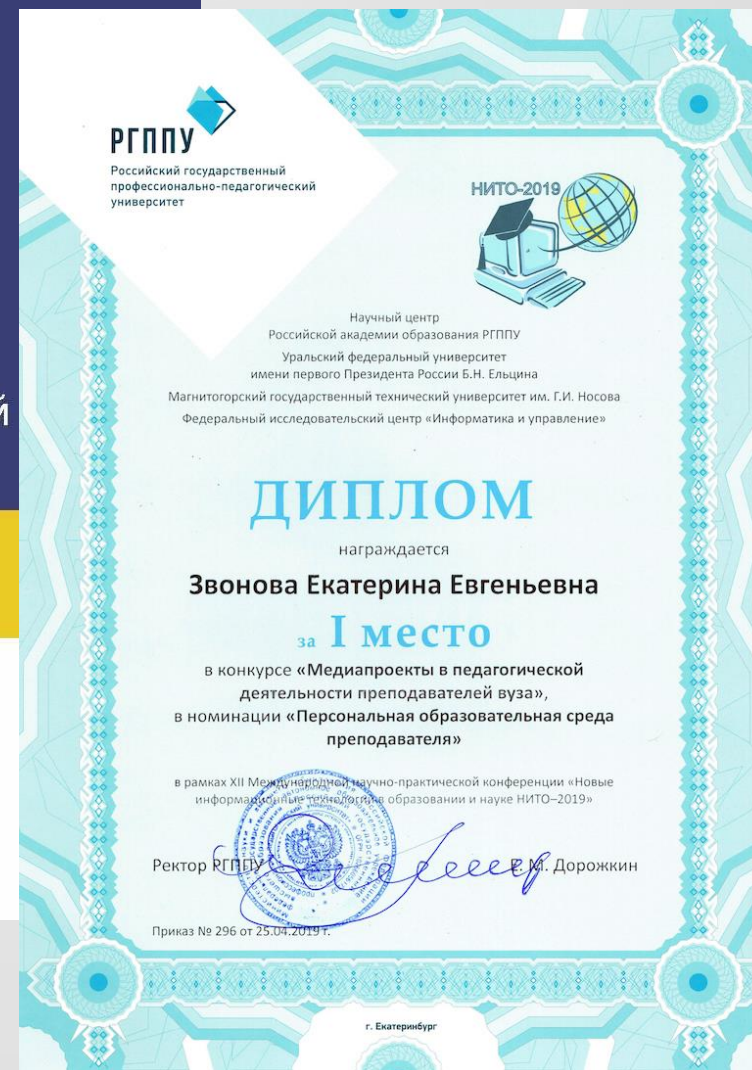 РГППУ
Российский государственный
профессионально-педагогический
университет
НИТО-2019
Научный центр
Российской академии образования РГППУ
Уральский федеральный университет
имени первого Президента России Б.Н. Ельцина
Магнитогорский государственный технический университет им. Г.И. Носова
Федеральный исследовательский центр «Информатика и управление»
й
ДИПЛОМ
награждается
Звонова Екатерина Евгеньевна
за I место
в конкурсе «Медиапроекты в педагогической
деятельности преподавателей вуза»,
в номинации «Персональная образовательная среда
преподавателя»
в рамках XII Международной научно-практической конференции «Новые
информационные технологии в образовании и науке НИТО–2019»
Ректор РГППУ Е. М. Дорожкин
Приказ № 296 от 25.04.2019 г.
г. Екатеринбург